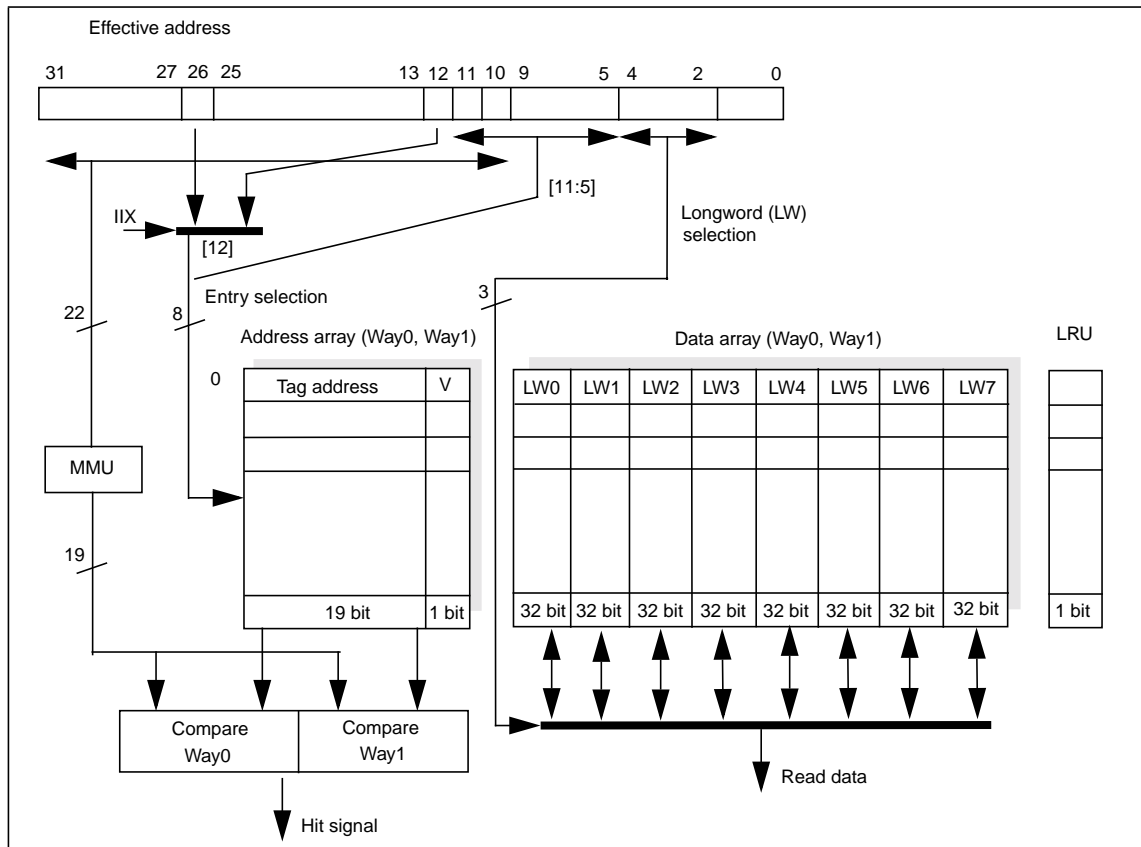 Effective address
31 27 26 25 13 12 11 10 9 5 4 2 0
IIX
[12]
[11:5]
Longword (LW)
selection
22
8
Entry selection
3
Address array (Way0, Way1)
Data array (Way0, Way1)
LRU
0
Tag address V
LW0 LW1 LW2 LW3 LW4 LW5 LW6 LW7
MMU
19
19 bit 1 bit
32 bit 32 bit 32 bit 32 bit 32 bit 32 bit 32 bit 32 bit
1 bit
Compare
Way0
Compare
Way1
Read data
Hit signal